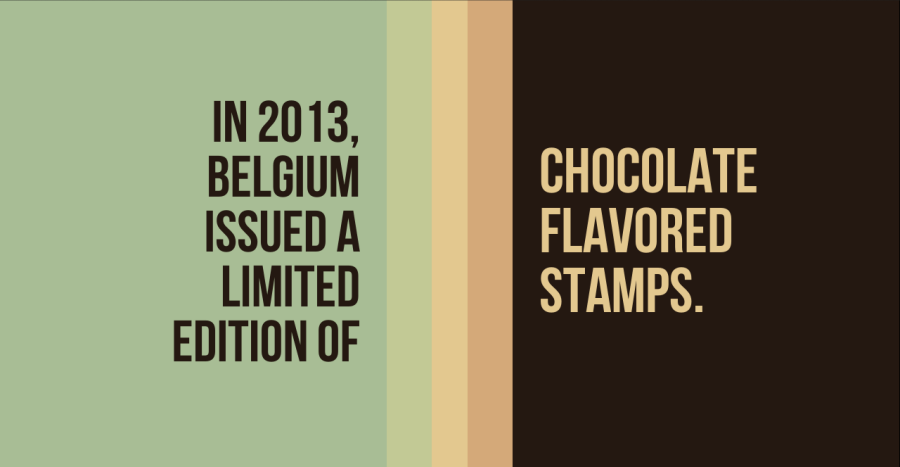 IN 2013,
BELGIUM
ISSUED A
LIMITED
EDITION OF
CHOCOLATE
FLAVORED
STAMPS.